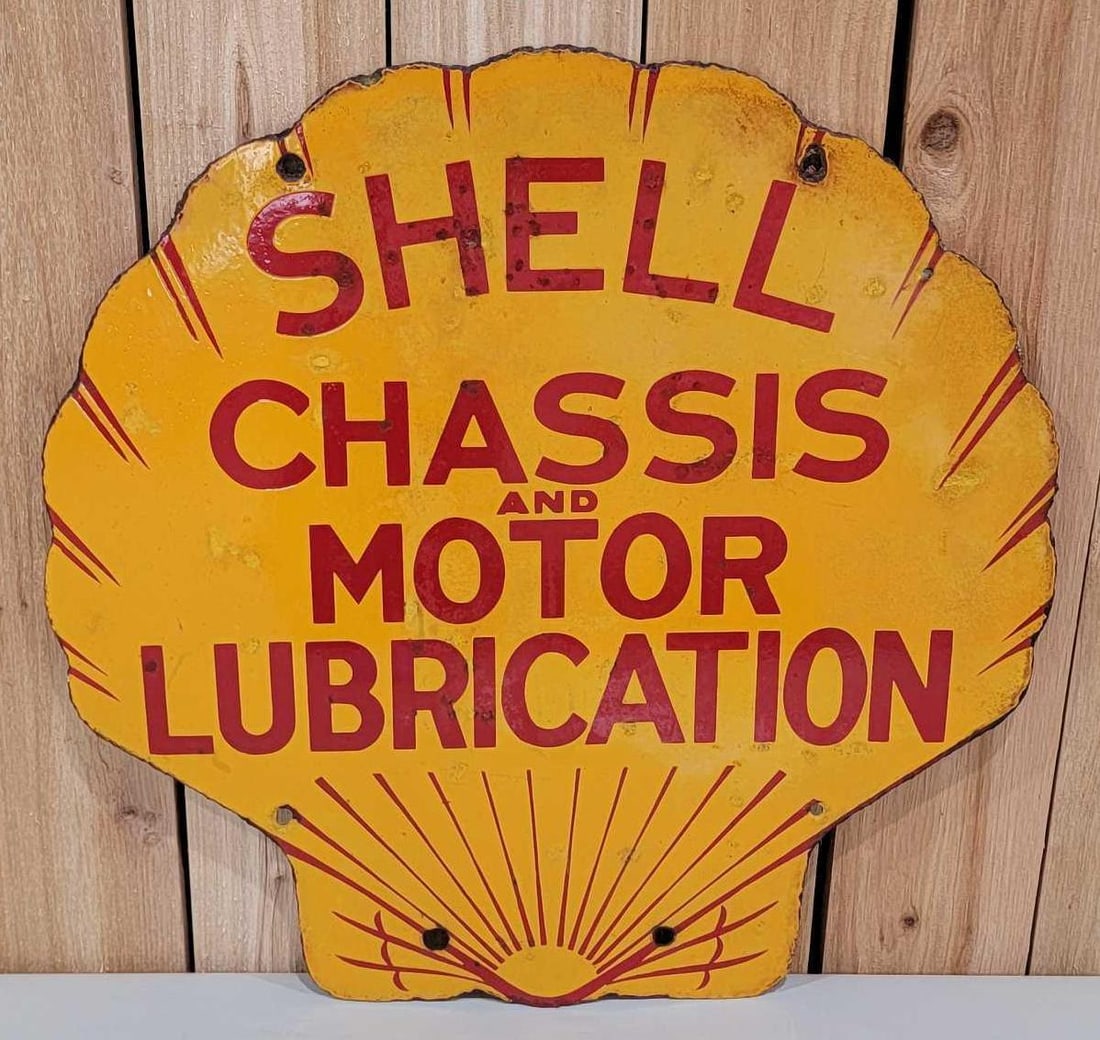 SHELL
CHASSIS
AND
MOTOR
LUBRICATION